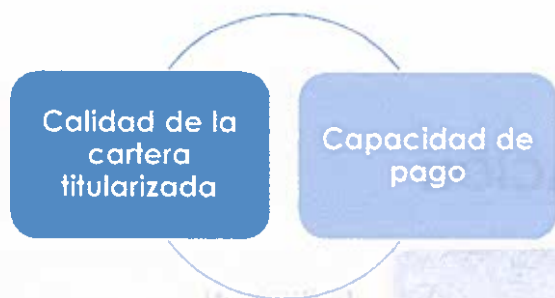 Calidad de la
cartera
titularizada
Capacidad de
pago